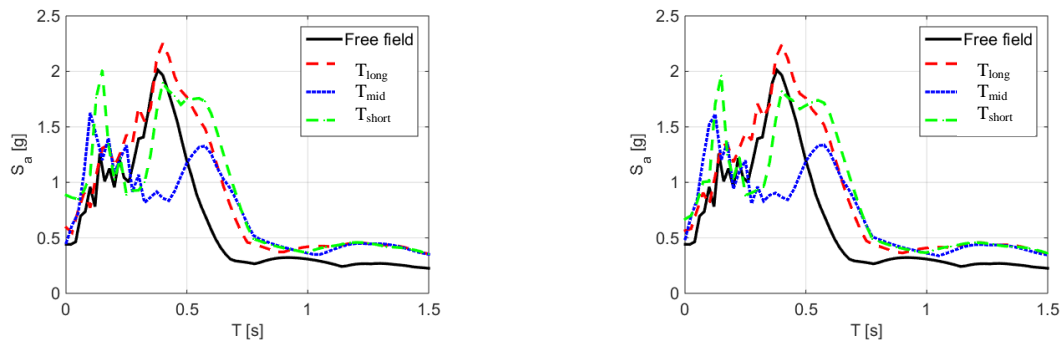 2.5
2
1.5
1
0.5
0
S_a [g]
Free field
T_long
T_mid
T_short
0 0.5 1 1.5
T [s]
2.5
2
1.5
1
0.5
0
S_a [g]
Free field
T_long
T_mid
T_short
0 0.5 1 1.5
T [s]